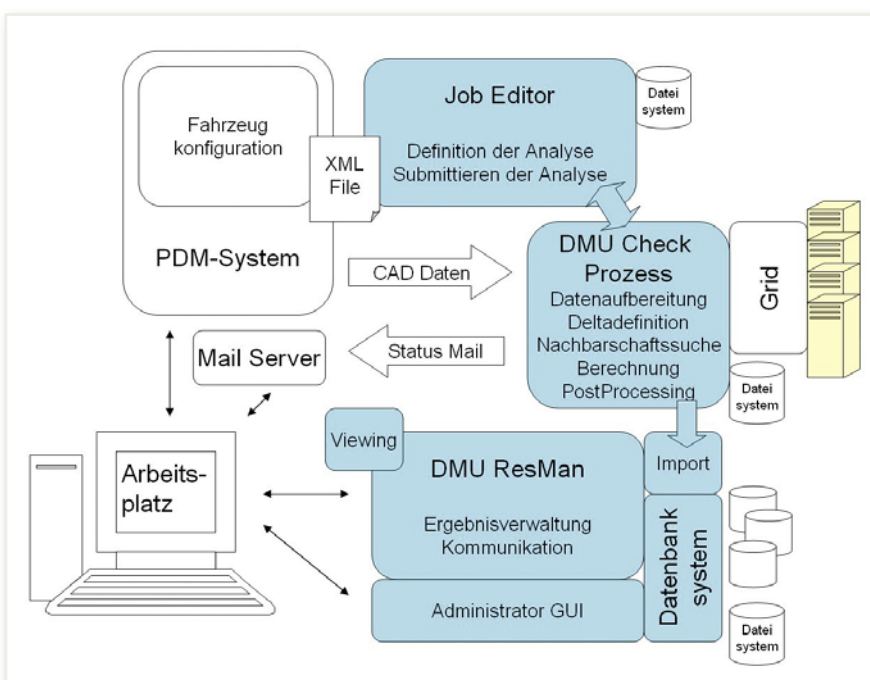 Fahrzeug
konfiguration
XML
File
PDM-System
Job Editor
Definition der Analyse
Submittieren der Analyse
Datei
system
CAD Daten
DMU Check
Prozess
Datenaufbereitung
Deltadefinition
Nachbarschaftssuche
Berechnung
PostProcessing
Grid
Datei
system
Mail Server
Status Mail
Arbeits-
platz
Viewing
DMU ResMan
Ergebnisverwaltung
Kommunikation
Administrator GUI
Import
Datenbank
system
Datei
system